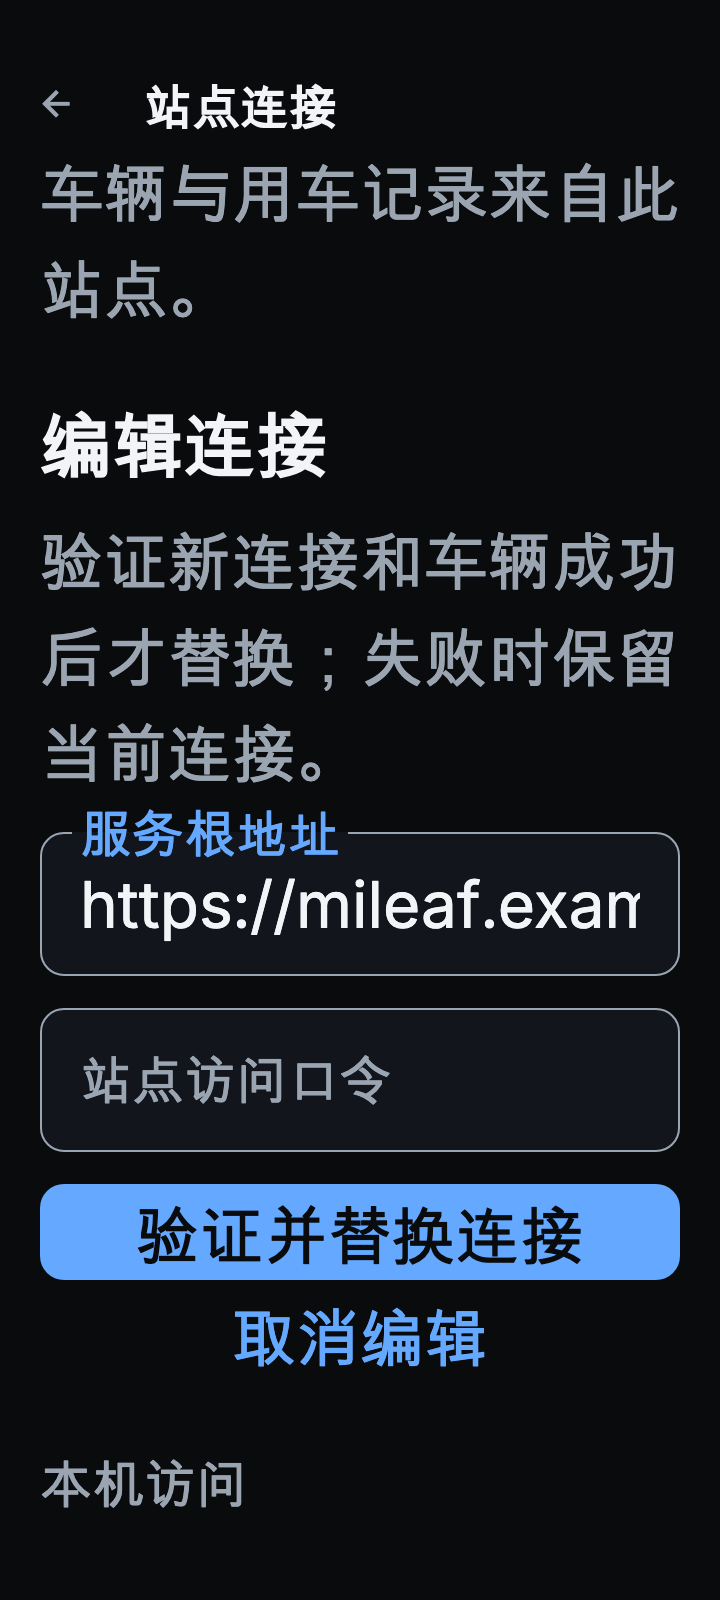 站点连接
车辆与用车记录来自此
站点。
编辑连接
验证新连接和车辆成功
后才替换；失败时保留
当前连接。
服务根地址
https://mileaf.exam
站点访问口令
验证并替换连接
取消编辑
本机访问